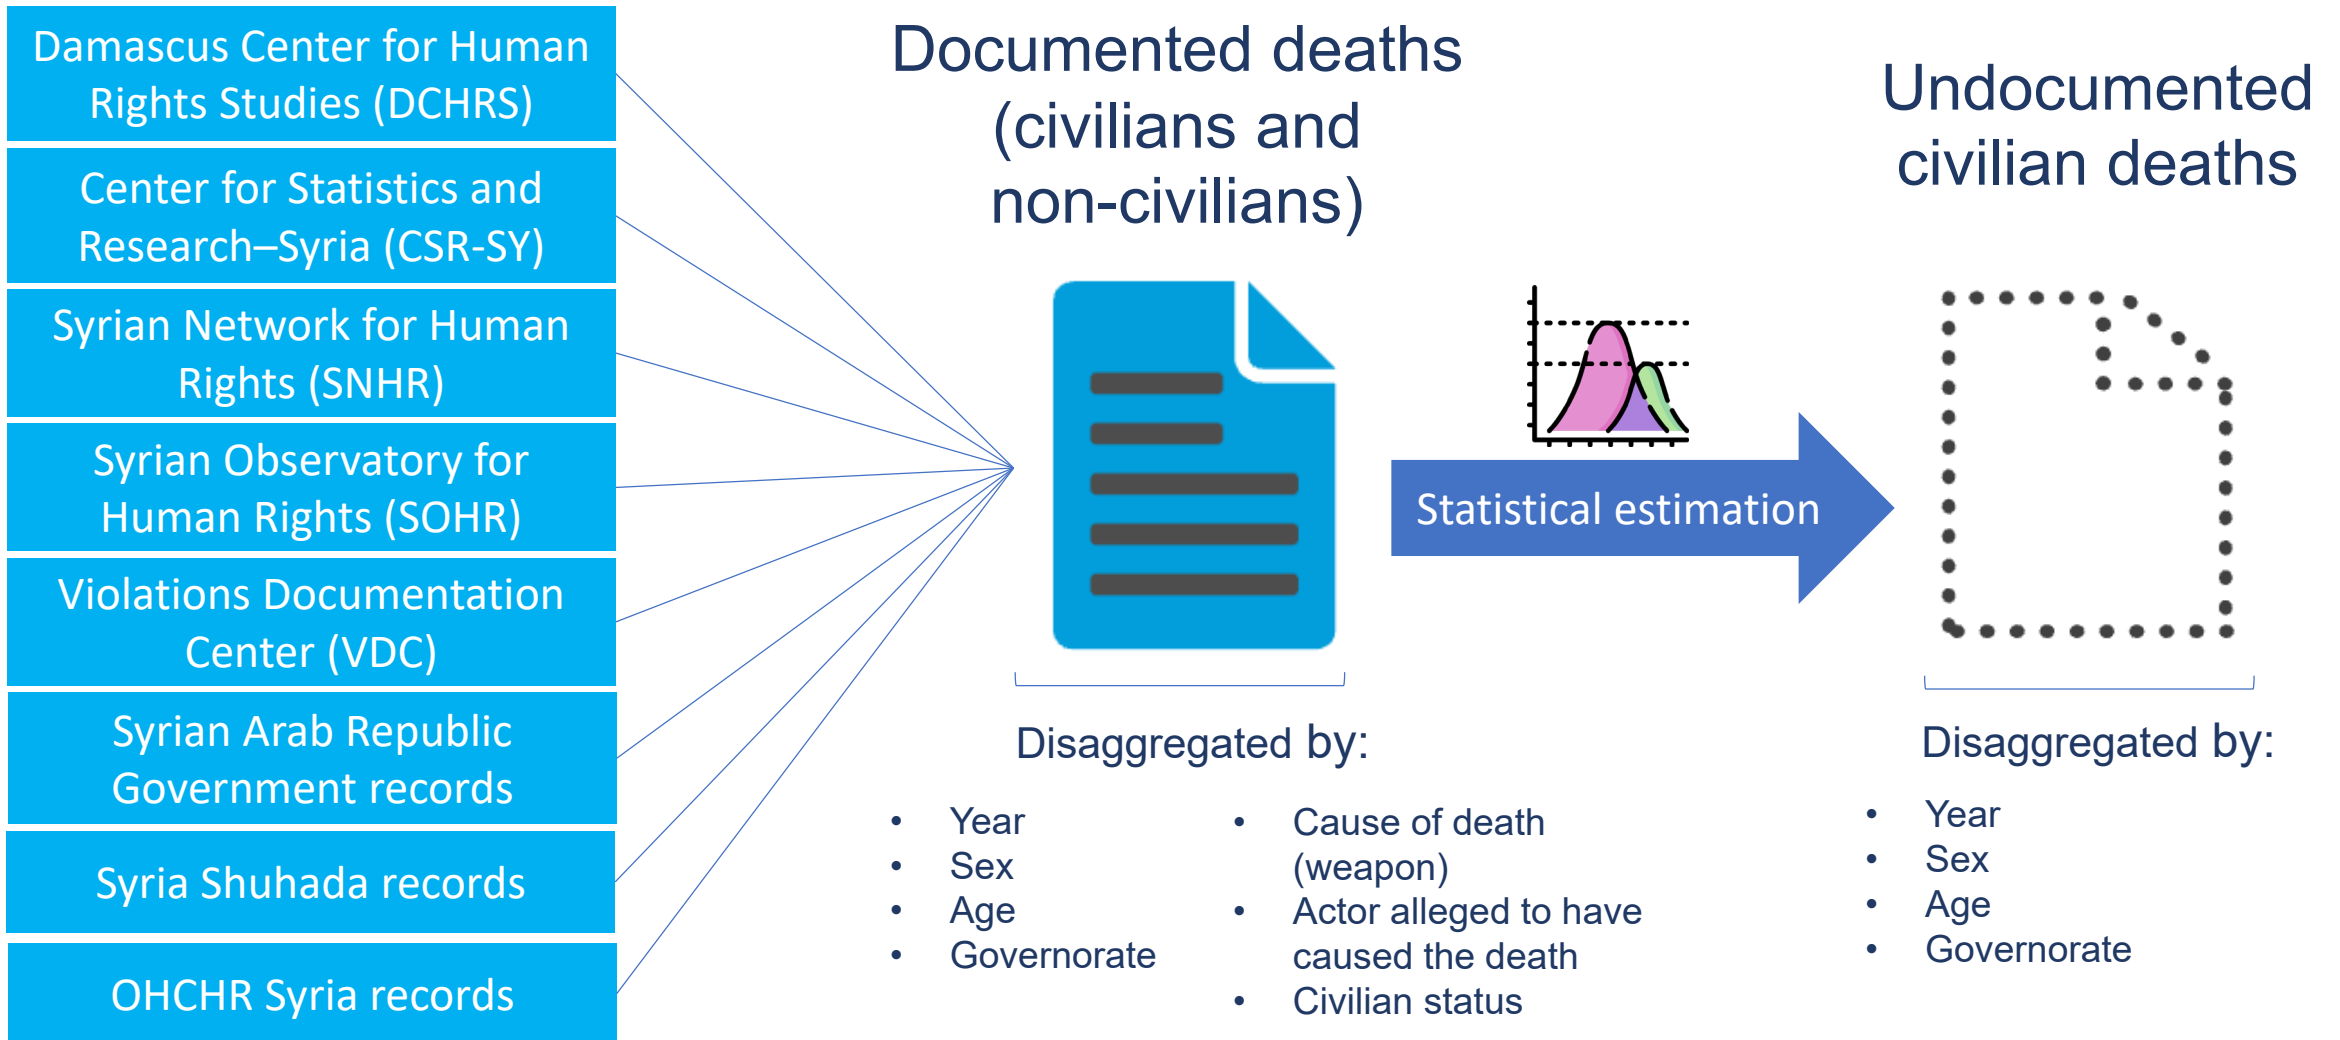 Damascus Center for Human
Rights Studies (DCHRS)
Center for Statistics and
Research–Syria (CSR-SY)
Syrian Network for Human
Rights (SNHR)
Syrian Observatory for
Human Rights (SOHR)
Violations Documentation
Center (VDC)
Syrian Arab Republic
Government records
Syria Shuhada records
OHCHR Syria records
Documented deaths
(civilians and
non-civilians)
Disaggregated by:
• Year
• Sex
• Age
• Governorate
• Cause of death
(weapon)
• Actor alleged to have
caused the death
• Civilian status
Statistical estimation
Undocumented
civilian deaths
Disaggregated by:
• Year
• Sex
• Age
• Governorate